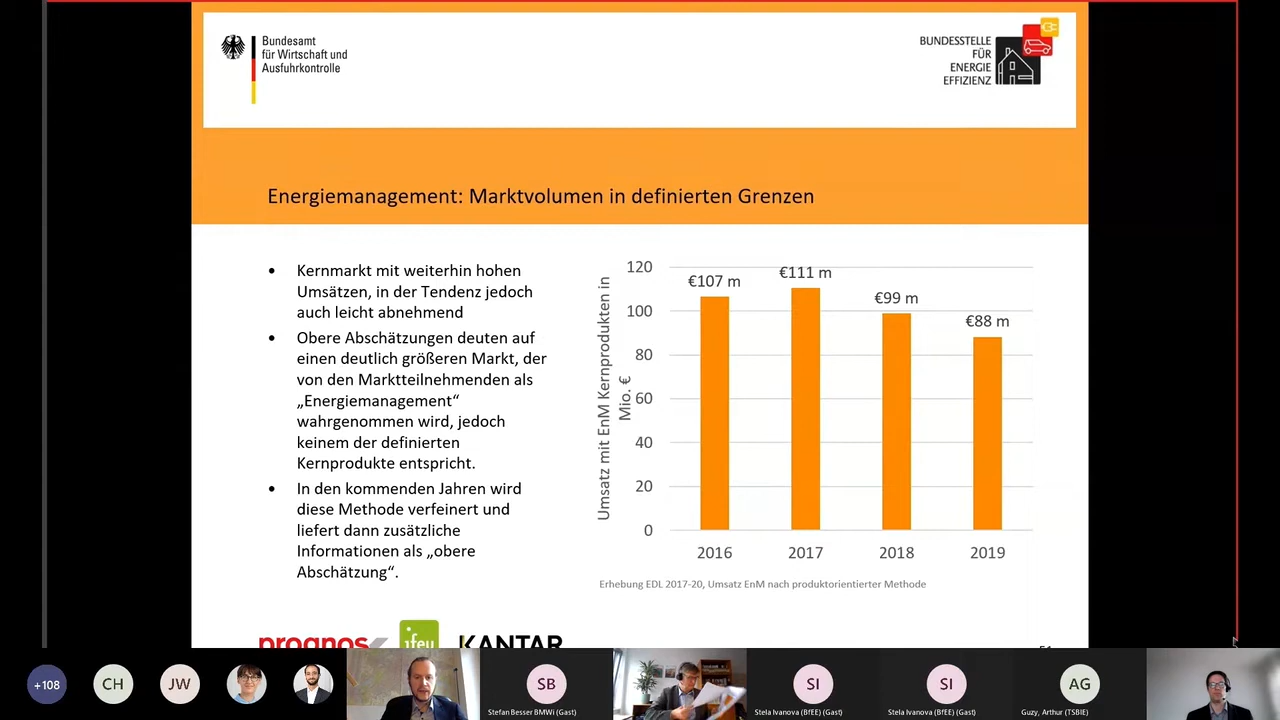 Bundesamt
für Wirtschaft und
Ausfuhrkontrolle
BUNDESSTELLE
FÜR
ENERGIE
EFFIZIENZ
Energiemanagement: Marktvolumen in definierten Grenzen
• Kernmarkt mit weiterhin hohen
Umsätzen, in der Tendenz jedoch
auch leicht abnehmend
• Obere Abschätzungen deuten auf
einen deutlich größeren Markt, der
von den Marktteilnehmenden als
„Energiemanagement“
wahrgenommen wird, jedoch
keinem der definierten
Kernprodukte entspricht.
• In den kommenden Jahren wird
diese Methode verfeinert und
liefert dann zusätzliche
Informationen als „obere
Abschätzung“.
Umsatz mit EnM Kernprodukten in
Mio. €
120
100
80
60
40
20
0
€107 m
€111 m
€99 m
€88 m
2016
2017
2018
2019
Erhebung EDL 2017-20, Umsatz EnM nach produktorientierter Methode
prognos
ifeu
KANTAR
51
+108
CH
JW
SB
Stefan Besser BMWi (Gast)
SI
Stela Ivanova (BfEE) (Gast)
SI
Stela Ivanova (BfEE) (Gast)
AG
Guzy, Arthur (TSBIE)